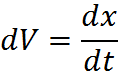 dV = dx/dt